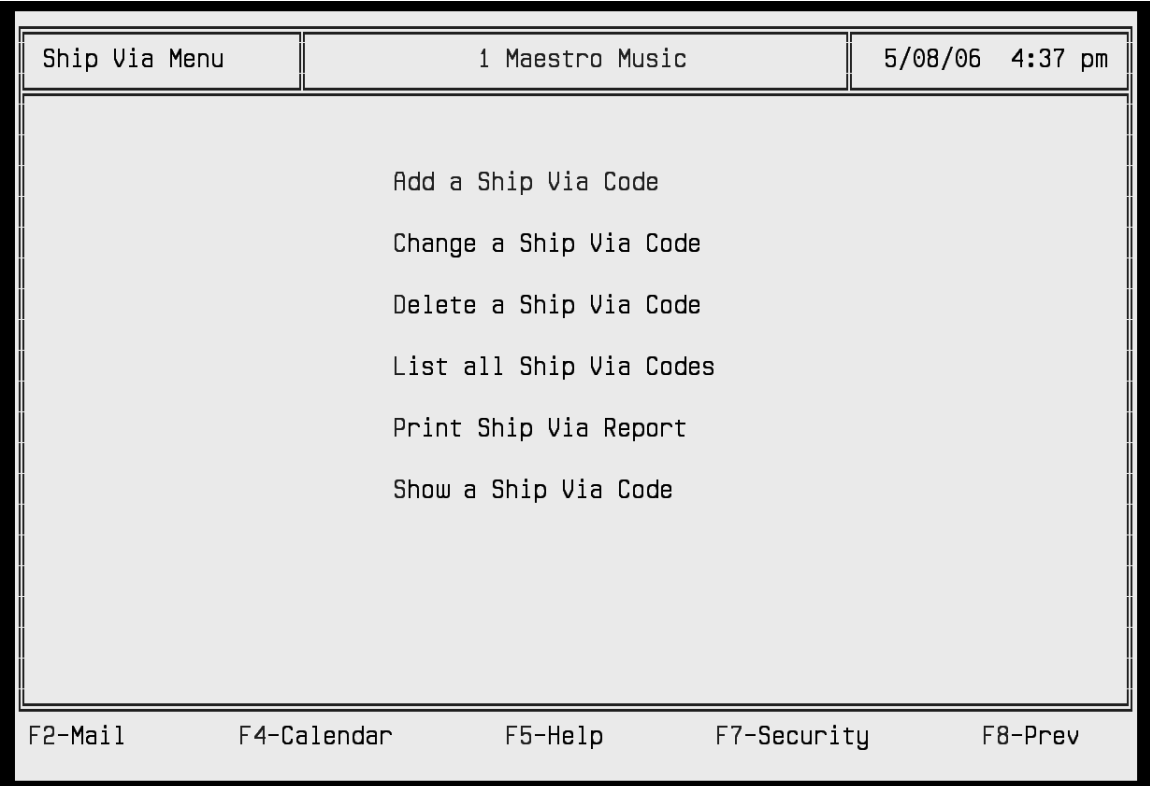 Ship Via Menu 1 Maestro Music 5/08/06 4:37 pm
Add a Ship Via Code
Change a Ship Via Code
Delete a Ship Via Code
List all Ship Via Codes
Print Ship Via Report
Show a Ship Via Code
F2-Mail F4-Calendar F5-Help F7-Security F8-Prev